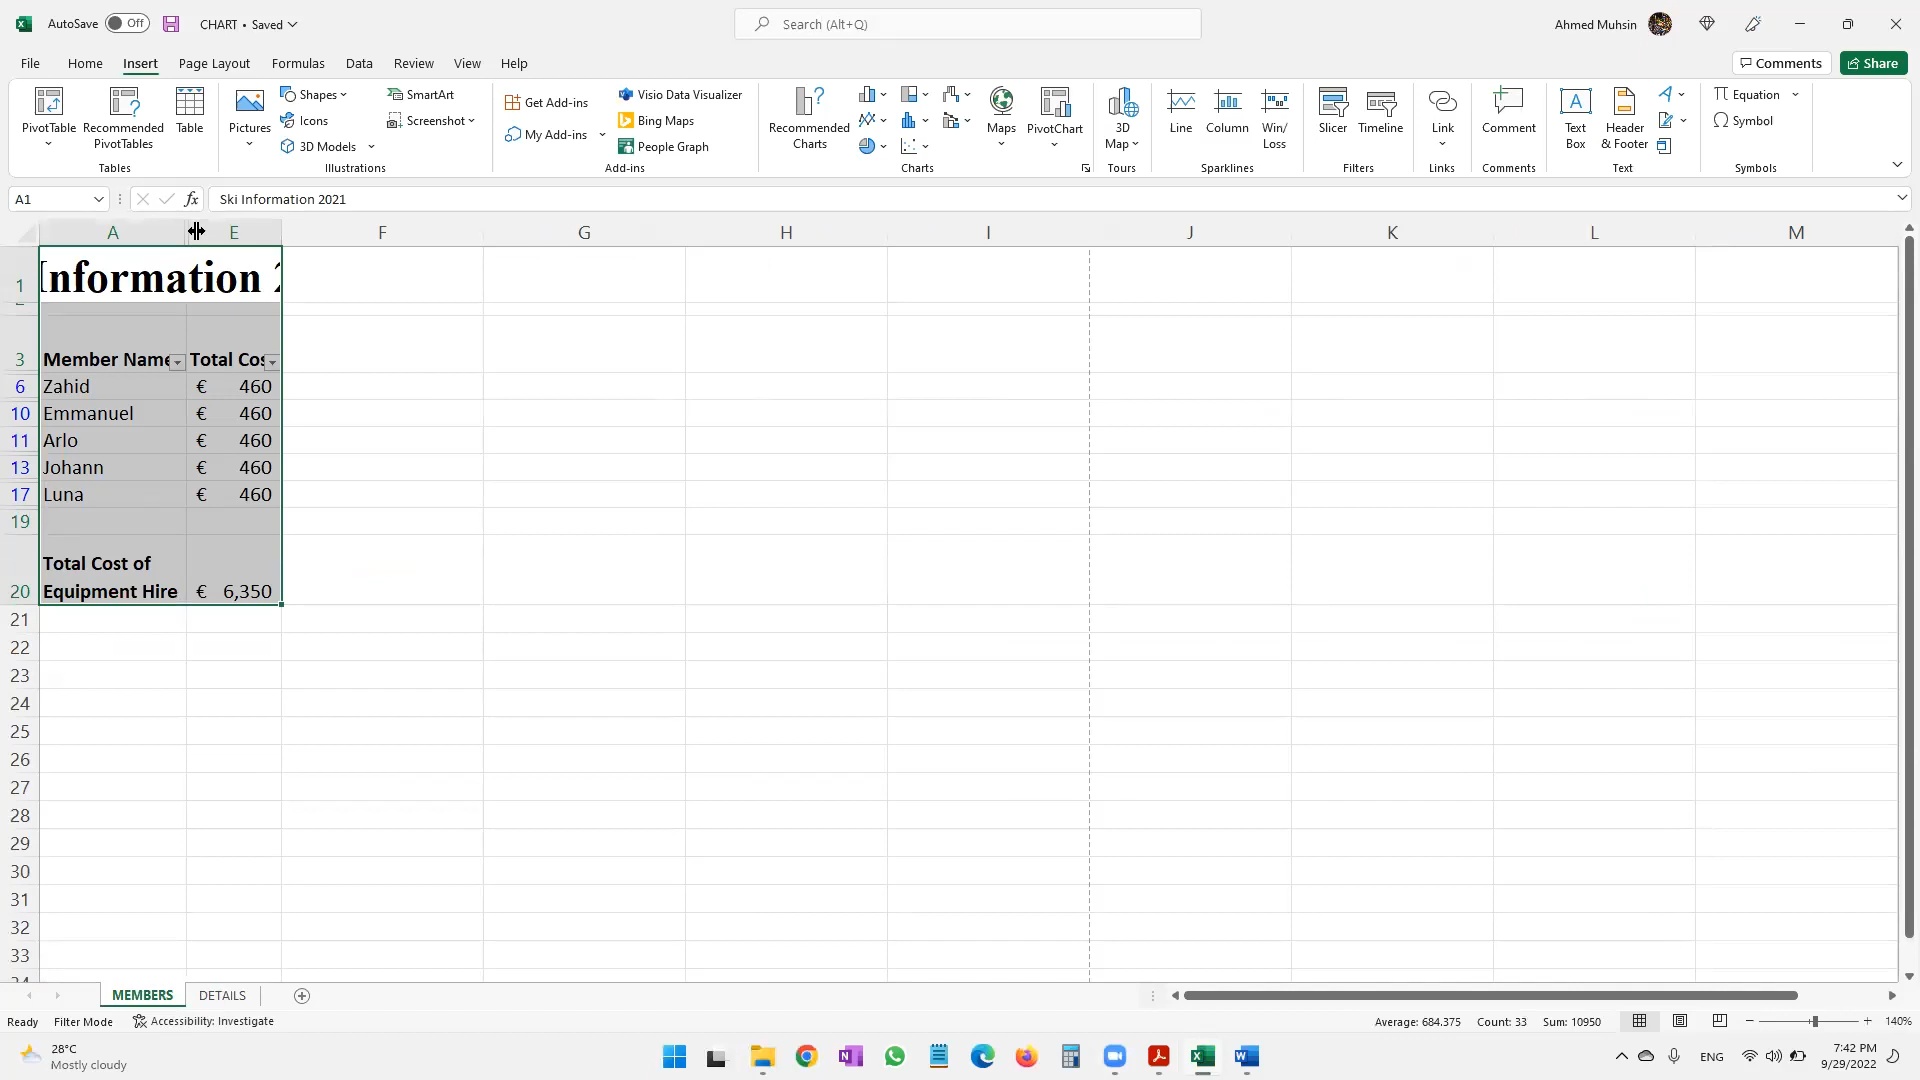 AutoSave Off CHART • Saved Search (Alt+Q) Ahmed Muhsin
File Home Insert Page Layout Formulas Data Review View Help Comments Share
PivotTable
Recommended
PivotTables
Table
Tables
Pictures
Shapes
Icons
3D Models
SmartArt
Screenshot
Illustrations
Get Add-ins
My Add-ins
Visio Data Visualizer
Bing Maps
People Graph
Add-ins
Recommended
Charts
Maps
PivotChart
Charts
3D
Map
Tours
Line
Column
Win/
Loss
Sparklines
Slicer
Timeline
Filters
Link
Links
Comment
Comments
Text
Box
Header
& Footer
Text
Equation
Symbol
Symbols
A1 fx Ski Information 2021
A E F G H I J K L M
1 Information 2
2
3 Member Name Total Cos
6 Zahid € 460
10 Emmanuel € 460
11 Arlo € 460
13 Johann € 460
17 Luna € 460
19
Total Cost of
20 Equipment Hire € 6,350
21
22
23
24
25
26
27
28
29
30
31
32
33
34
MEMBERS DETAILS
Ready Filter Mode Accessibility: Investigate Average: 684.375 Count: 33 Sum: 10950 140%
28°C
Mostly cloudy
ENG
7:42 PM
9/29/2022